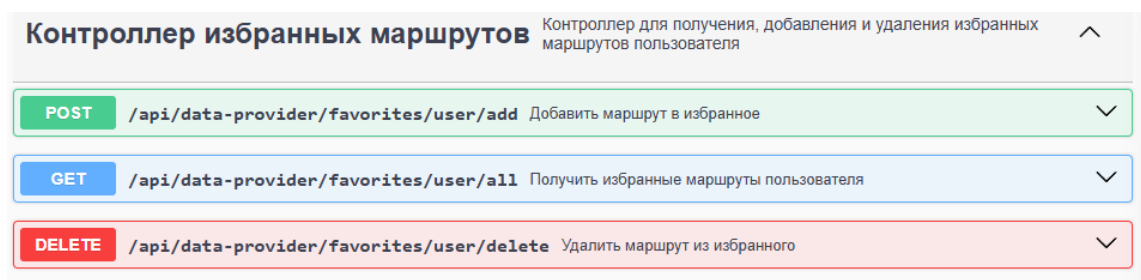 Контроллер избранных маршрутов
Контроллер для получения, добавления и удаления избранных
маршрутов пользователя
POST /api/data-provider/favorites/user/add Добавить маршрут в избранное
GET /api/data-provider/favorites/user/all Получить избранные маршруты пользователя
DELETE /api/data-provider/favorites/user/delete Удалить маршрут из избранного